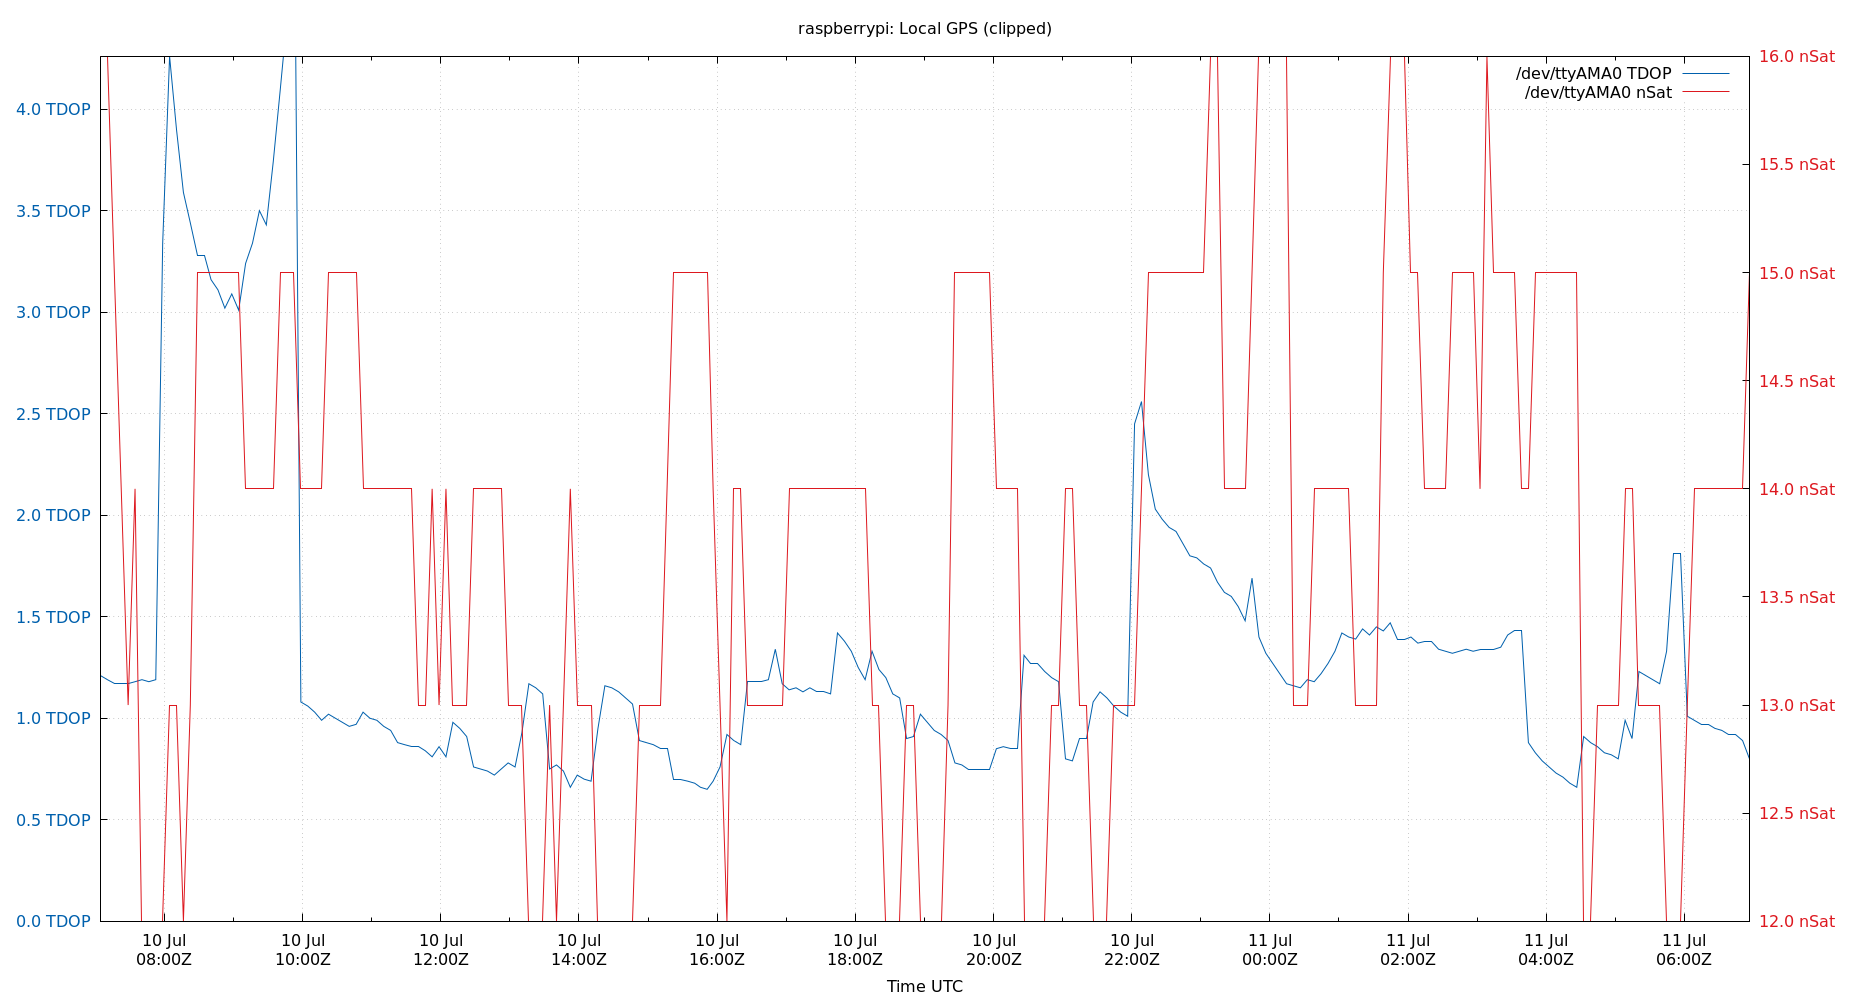 raspberrypi: Local GPS (clipped)
/dev/ttyAMA0 TDOP
/dev/ttyAMA0 nSat
4.0 TDOP
3.5 TDOP
3.0 TDOP
2.5 TDOP
2.0 TDOP
1.5 TDOP
1.0 TDOP
0.5 TDOP
0.0 TDOP
16.0 nSat
15.5 nSat
15.0 nSat
14.5 nSat
14.0 nSat
13.5 nSat
13.0 nSat
12.5 nSat
12.0 nSat
10 Jul
08:00Z
10 Jul
10:00Z
10 Jul
12:00Z
10 Jul
14:00Z
10 Jul
16:00Z
10 Jul
18:00Z
10 Jul
20:00Z
10 Jul
22:00Z
11 Jul
00:00Z
11 Jul
02:00Z
11 Jul
04:00Z
11 Jul
06:00Z
Time UTC